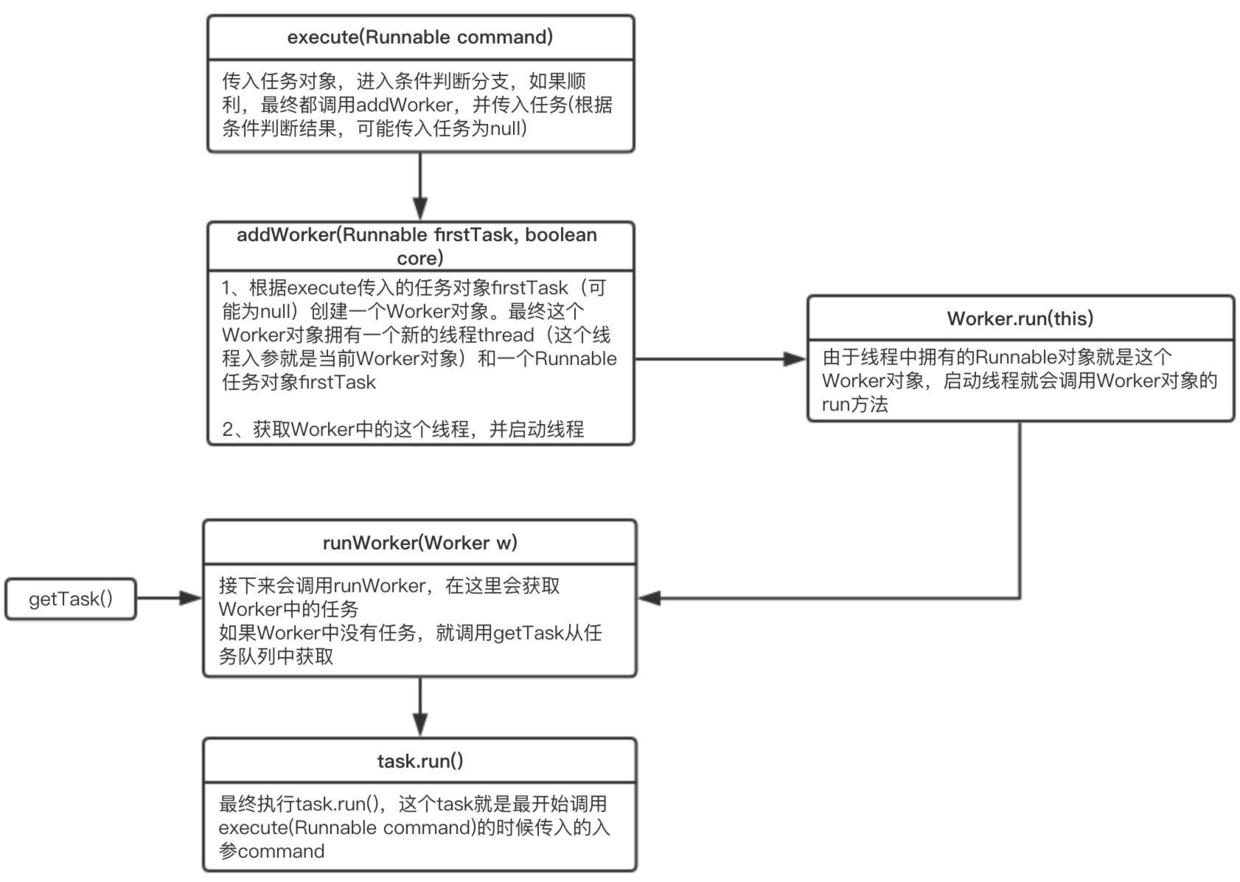 execute(Runnable command)
传入任务对象，进入条件判断分支，如果顺
利，最终都调用addWorker，并传入任务(根据
条件判断结果，可能传入任务为null)
addWorker(Runnable firstTask, boolean
core)
1、根据execute传入的任务对象firstTask（可
能为null）创建一个Worker对象。最终这个
Worker对象拥有一个新的线程thread（这个线
程入参就是当前Worker对象）和一个Runnable
任务对象firstTask
2、获取Worker中的这个线程，并启动线程
Worker.run(this)
由于线程中拥有的Runnable对象就是这个
Worker对象，启动线程就会调用Worker对象的
run方法
runWorker(Worker w)
接下来会调用runWorker，在这里会获取
Worker中的任务
如果Worker中没有任务，就调用getTask从任
务队列中获取
getTask()
task.run()
最终执行task.run()，这个task就是最开始调用
execute(Runnable command)的时候传入的入
参command